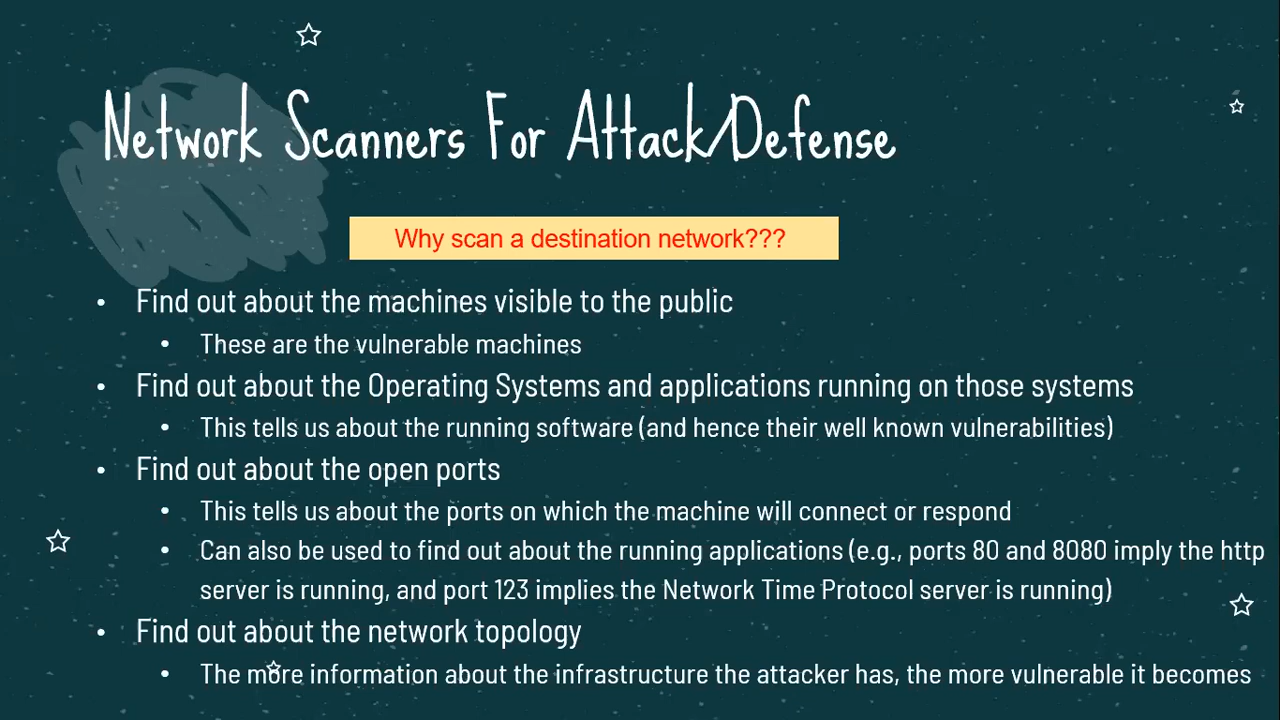 Network Scanners For Attack/Defense
Why scan a destination network???
• Find out about the machines visible to the public
• These are the vulnerable machines
• Find out about the Operating Systems and applications running on those systems
• This tells us about the running software (and hence their well known vulnerabilities)
• Find out about the open ports
• This tells us about the ports on which the machine will connect or respond
• Can also be used to find out about the running applications (e.g., ports 80 and 8080 imply the http
server is running, and port 123 implies the Network Time Protocol server is running)
• Find out about the network topology
• The more information about the infrastructure the attacker has, the more vulnerable it becomes